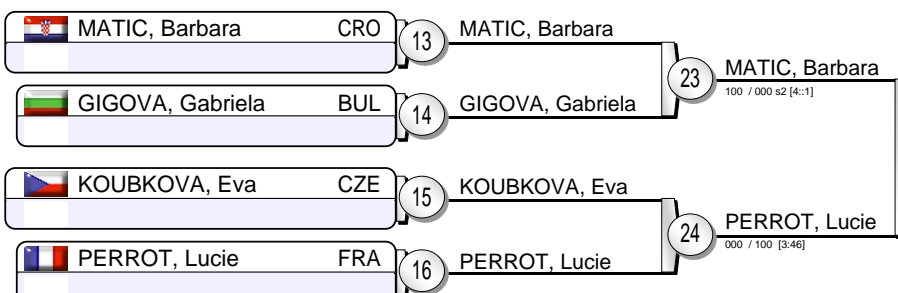 MATIC, Barbara CRO 13 MATIC, Barbara
23 MATIC, Barbara
100 / 000 s2 [4::1]
GIGOVA, Gabriela BUL 14 GIGOVA, Gabriela
KOUBKOVA, Eva CZE 15 KOUBKOVA, Eva
24 PERROT, Lucie
000 / 100 [3:46]
PERROT, Lucie FRA 16 PERROT, Lucie